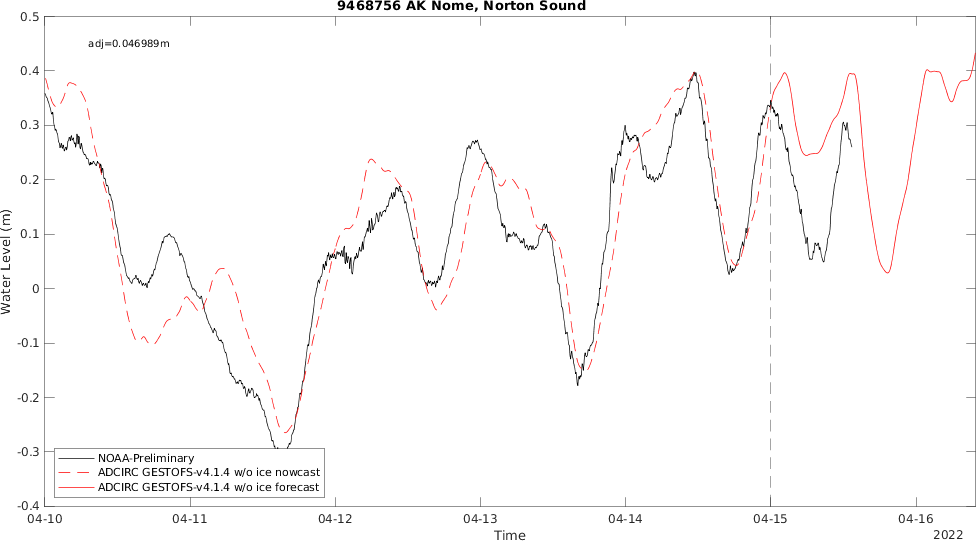 9468756 AK Nome, Norton Sound
adj=0.046989m
0.5
0.4
0.3
0.2
0.1
0
-0.1
-0.2
-0.3
-0.4
Water Level (m)
NOAA-Preliminary
ADCIRC GESTOFS-v4.1.4 w/o ice nowcast
ADCIRC GESTOFS-v4.1.4 w/o ice forecast
04-10 04-11 04-12 04-13 04-14 04-15 04-16
Time
2022